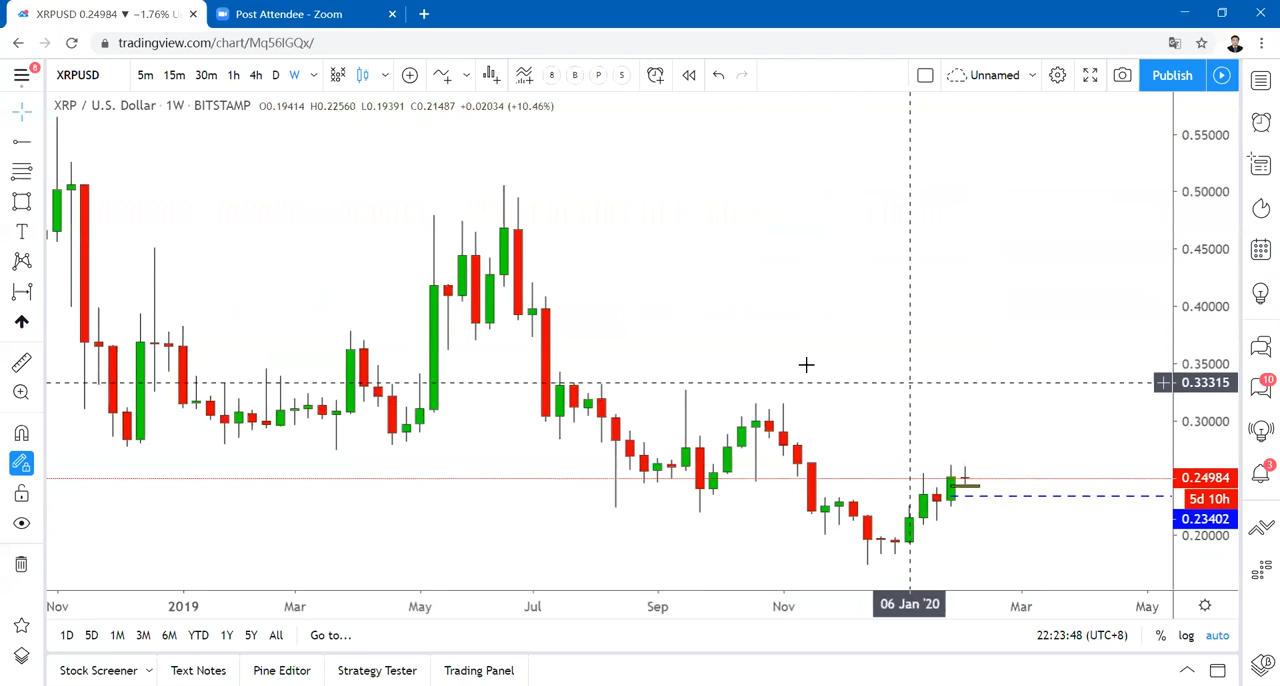 XRPUSD 0.24984 ▼ −1.76% U
Post Attendee - Zoom
tradingview.com/chart/Mq56IGQx/
8
XRPUSD 5m 15m 30m 1h 4h D W 8 B P S Unnamed Publish
XRP / U.S. Dollar · 1W · BITSTAMP O0.19414 H0.22560 L0.19391 C0.21487 +0.02034 (+10.46%)
0.55000
0.50000
0.45000
0.40000
0.35000
0.33315
10
0.30000
0.24984
3
5d 10h
0.23402
0.20000
Nov 2019 Mar May Jul Sep Nov 06 Jan '20 Mar May
1D 5D 1M 3M 6M YTD 1Y 5Y All Go to... 22:23:48 (UTC+8) % log auto
Stock Screener Text Notes Pine Editor Strategy Tester Trading Panel